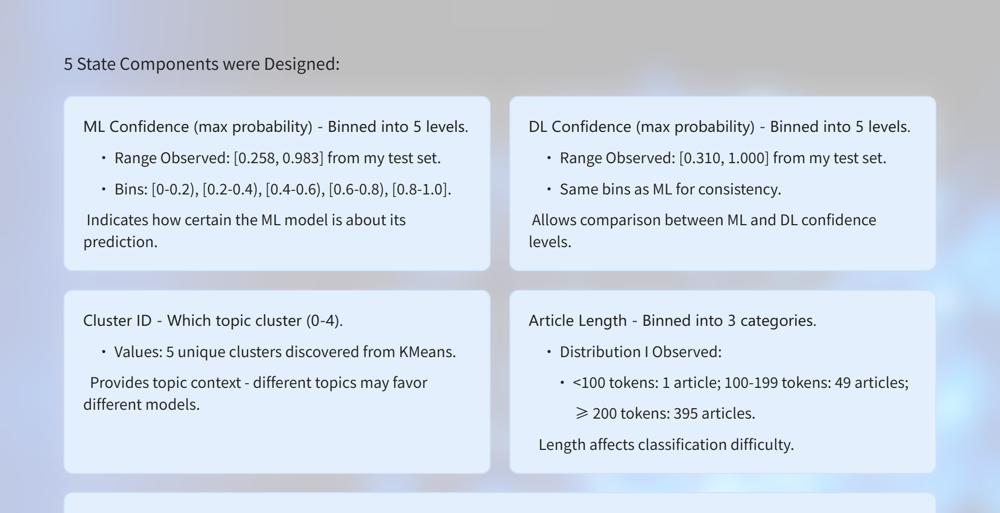 5 State Components were Designed:
ML Confidence (max probability) - Binned into 5 levels.
• Range Observed: [0.258, 0.983] from my test set.
• Bins: [0-0.2), [0.2-0.4), [0.4-0.6), [0.6-0.8), [0.8-1.0].
Indicates how certain the ML model is about its
prediction.
DL Confidence (max probability) - Binned into 5 levels.
• Range Observed: [0.310, 1.000] from my test set.
• Same bins as ML for consistency.
Allows comparison between ML and DL confidence
levels.
Cluster ID - Which topic cluster (0-4).
• Values: 5 unique clusters discovered from KMeans.
Provides topic context - different topics may favor
different models.
Article Length - Binned into 3 categories.
• Distribution I Observed:
• <100 tokens: 1 article; 100-199 tokens: 49 articles;
⩾ 200 tokens: 395 articles.
Length affects classification difficulty.